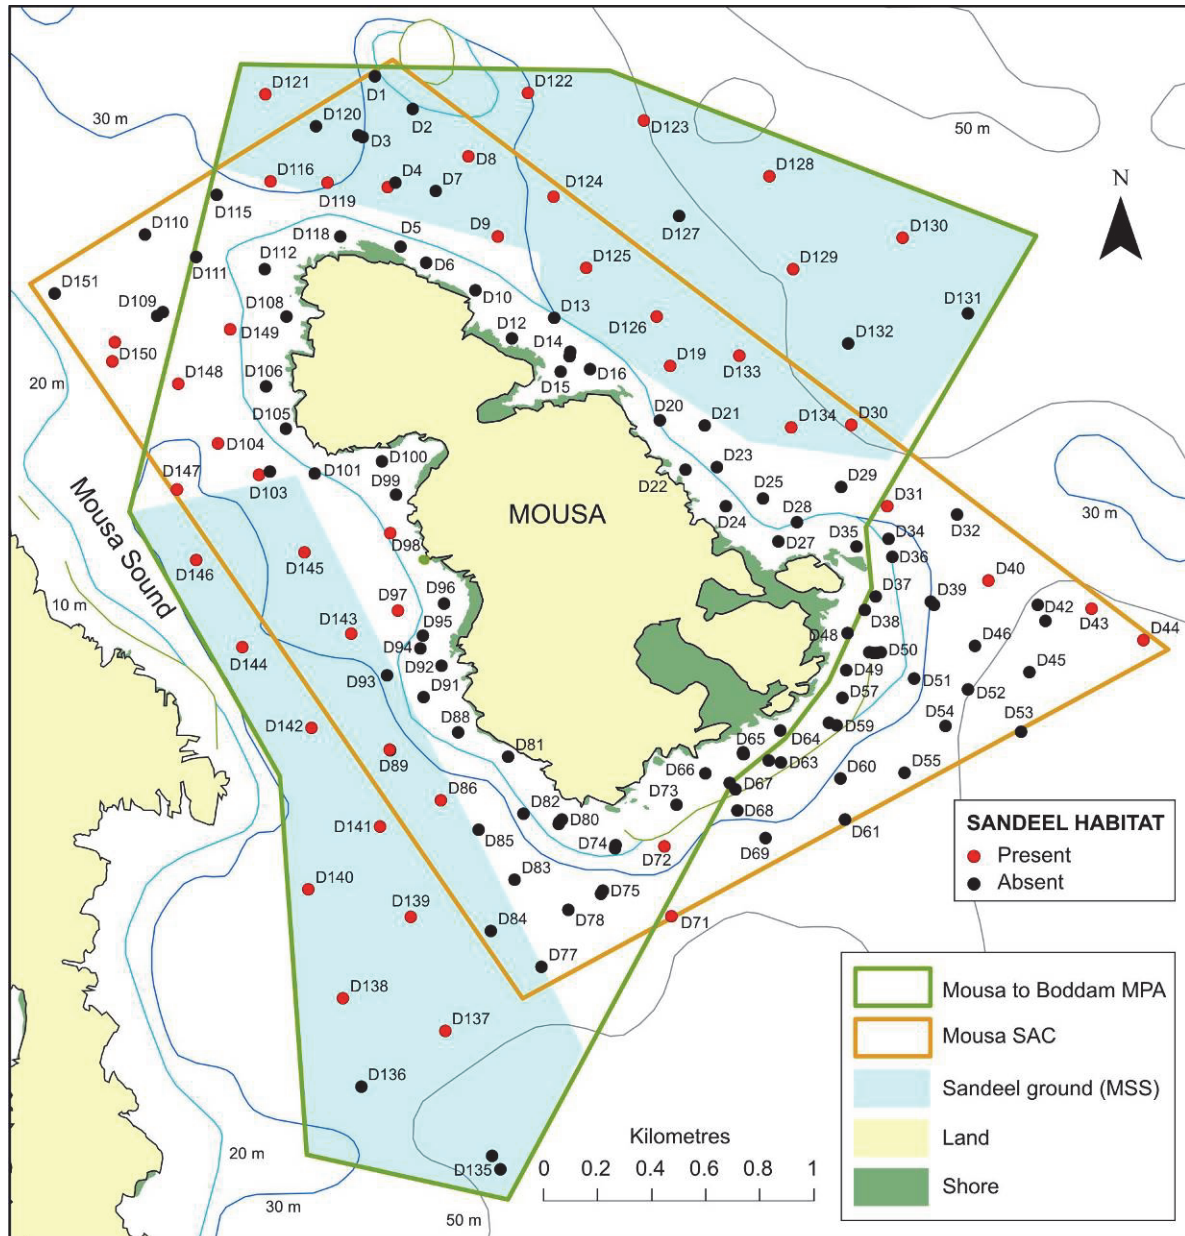 D121
D122
D1
D2
30 m
D120
D3
D123
50 m
D8
D128
D116
D4
D7
D124
N
D119
D115
D110
D118
D5
D9
D127
D130
D112
D6
D125
D129
D111
D151
D10
D109
D108
D13
D126
D131
D149
D12
D132
D14
D150
D19
D133
D148
D15
D16
20 m
D106
D105
D20
D21
D134
D30
D104
D100
D147
D103
D101
D23
D22
D99
D25
D29
D31
D24
D28
D32
30 m
MOUSA
Mousa Sound
D98
D27
D35
D34
D36
D146
D145
D40
D37
10 m
D97
D96
D39
D42
D43
D38
D143
D95
D48
D44
D144
D94
D50
D46
D92
D49
D45
D93
D51
D91
D57
D52
D142
D88
D64
D59
D54
D53
D89
D81
D65
D63
D66
D60
D55
D86
D73
D67
D82
D80
D68
D141
D85
D61
D74
D72
D69
D83
D140
D75
D139
D78
D71
D84
D77
D138
D137
D136
D135
20 m
30 m
50 m
Kilometres
0 0.2 0.4 0.6 0.8 1
SANDEEL HABITAT
Present
Absent
Mousa to Boddam MPA
Mousa SAC
Sandeel ground (MSS)
Land
Shore